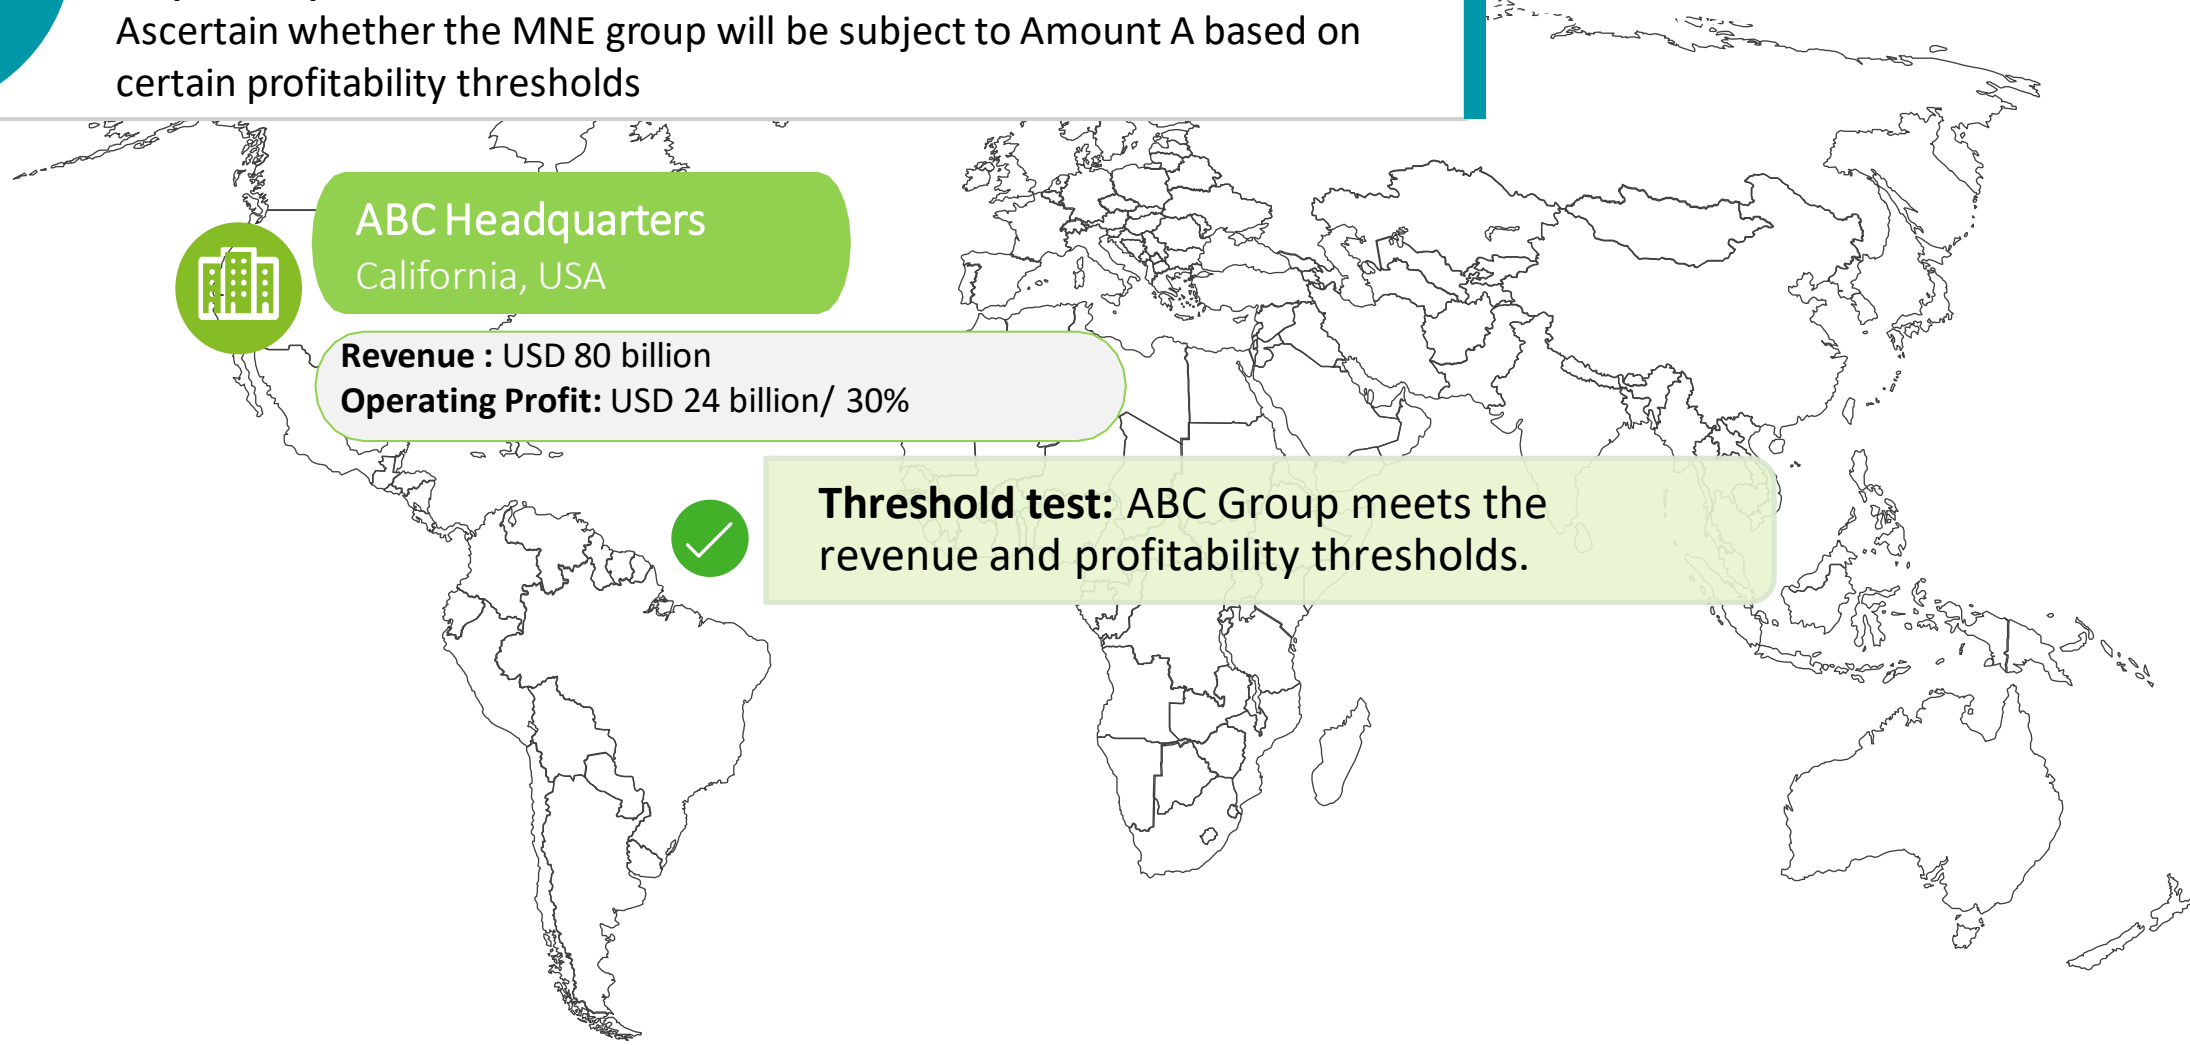 Ascertain whether the MNE group will be subject to Amount A based on
certain profitability thresholds
ABC Headquarters
California, USA
Revenue : USD 80 billion
Operating Profit: USD 24 billion/ 30%
Threshold test: ABC Group meets the
revenue and profitability thresholds.